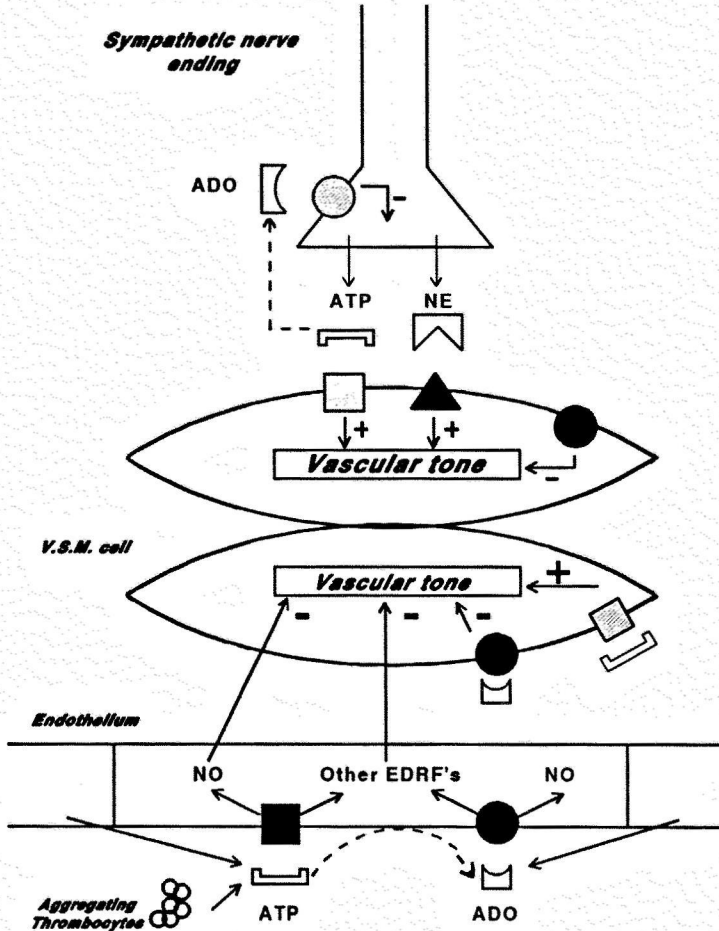 Sympathetic nerve
ending
ADO
-
ATP NE
+ +
Vascular tone
-
V.S.M. cell
Vascular tone
+
- - -
Endothelium
NO Other EDRF's NO
Aggregating
Thrombocytes
ATP ADO